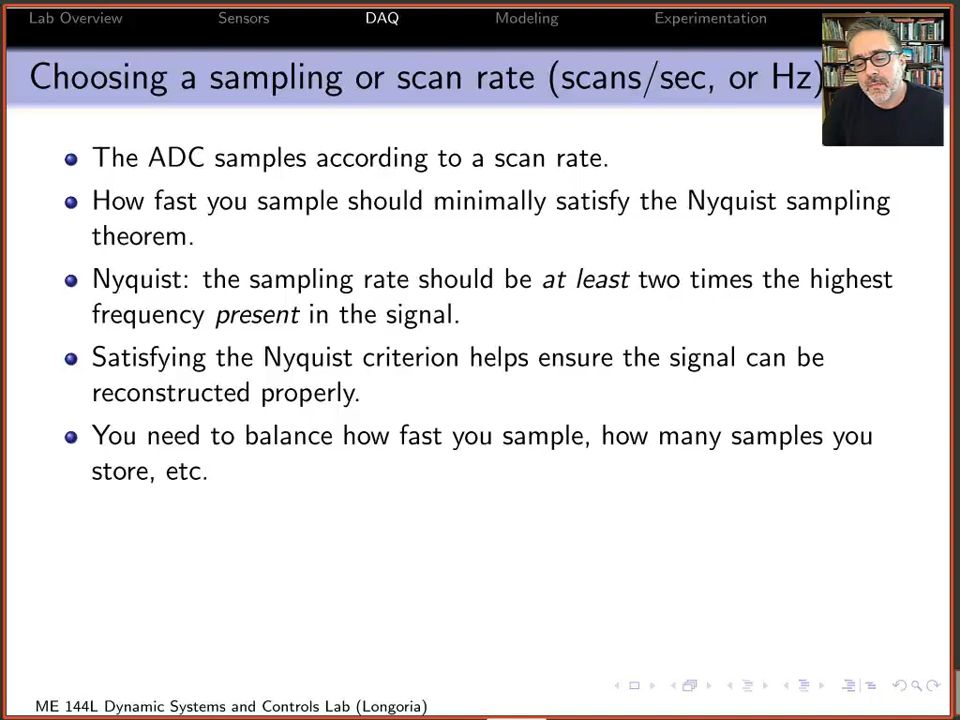 Lab Overview Sensors DAQ Modeling Experimentation
Choosing a sampling or scan rate (scans/sec, or Hz)
The ADC samples according to a scan rate.
How fast you sample should minimally satisfy the Nyquist sampling
theorem.
Nyquist: the sampling rate should be at least two times the highest
frequency present in the signal.
Satisfying the Nyquist criterion helps ensure the signal can be
reconstructed properly.
You need to balance how fast you sample, how many samples you
store, etc.
ME 144L Dynamic Systems and Controls Lab (Longoria)